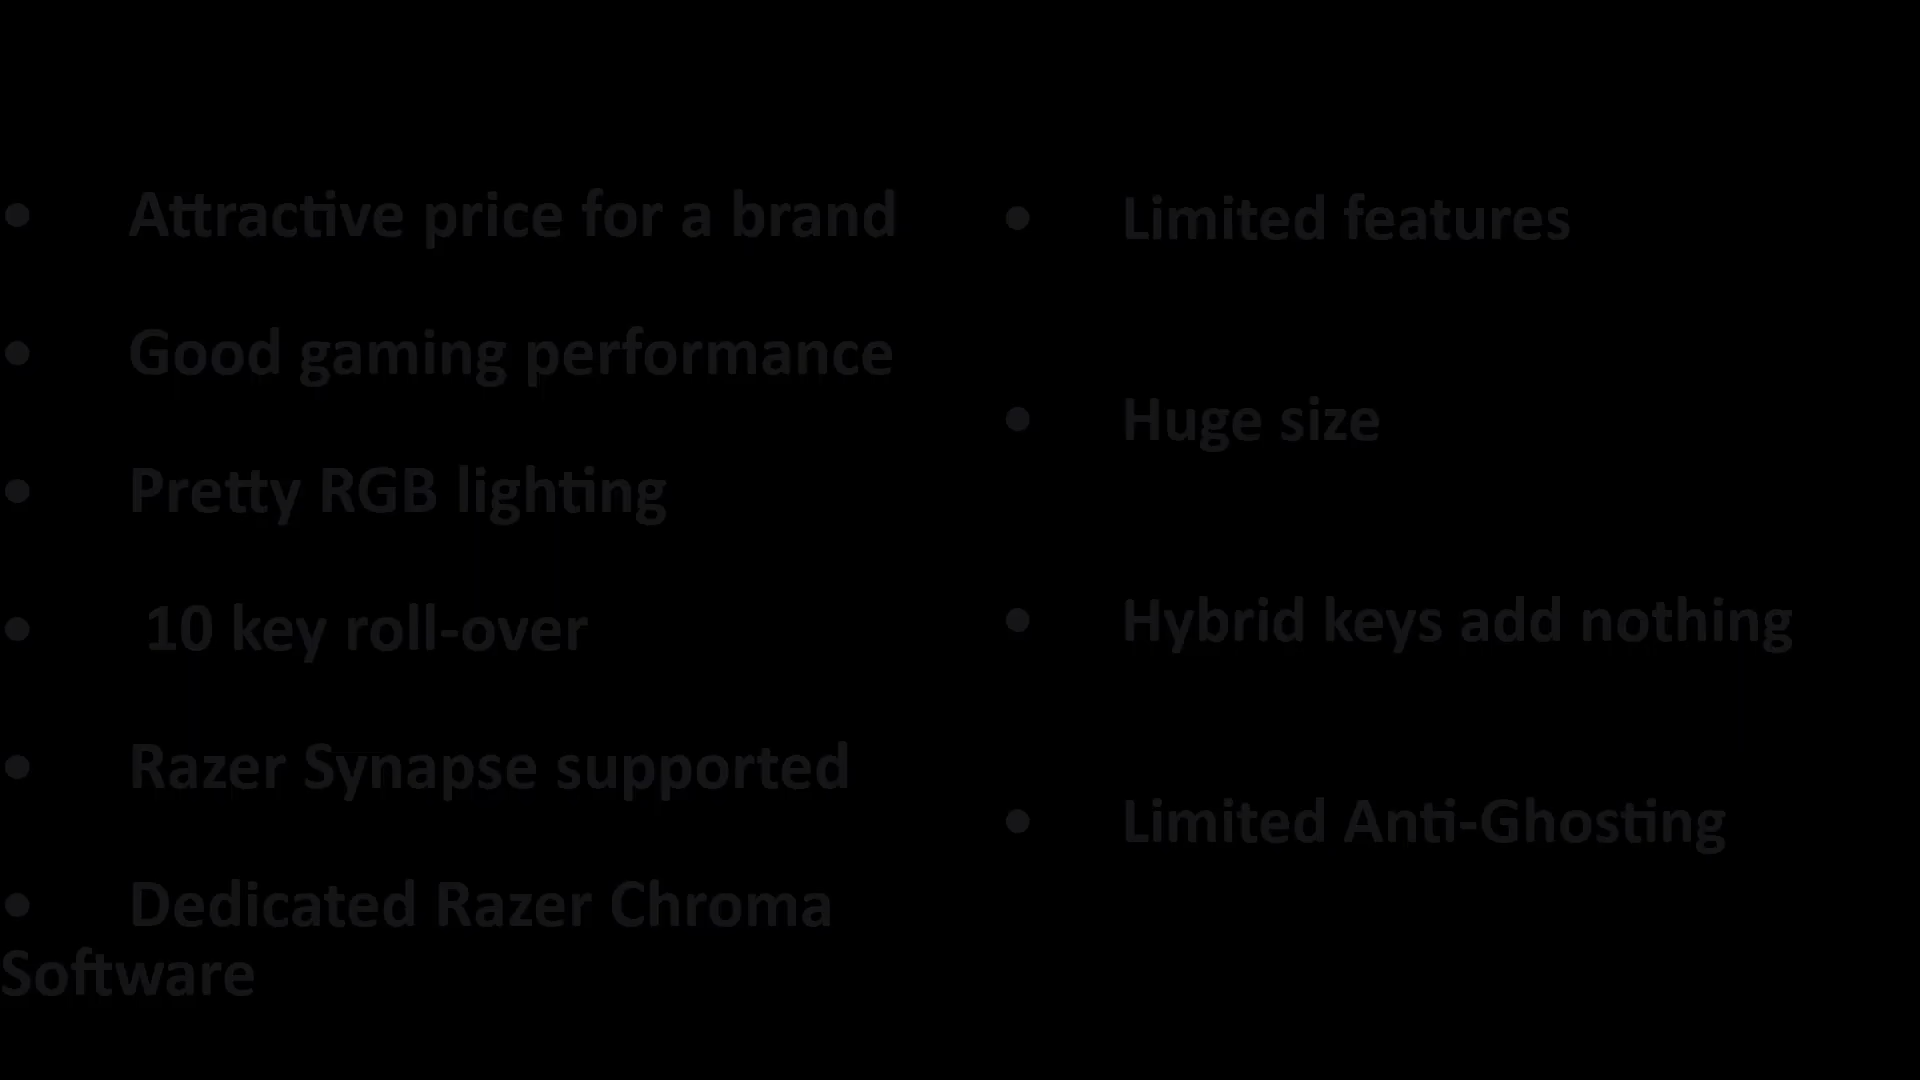 • Attractive price for a brand
• Good gaming performance
• Pretty RGB lighting
• 10 key roll-over
• Razer Synapse supported
• Dedicated Razer Chroma
Software
• Limited features
• Huge size
• Hybrid keys add nothing
• Limited Anti-Ghosting